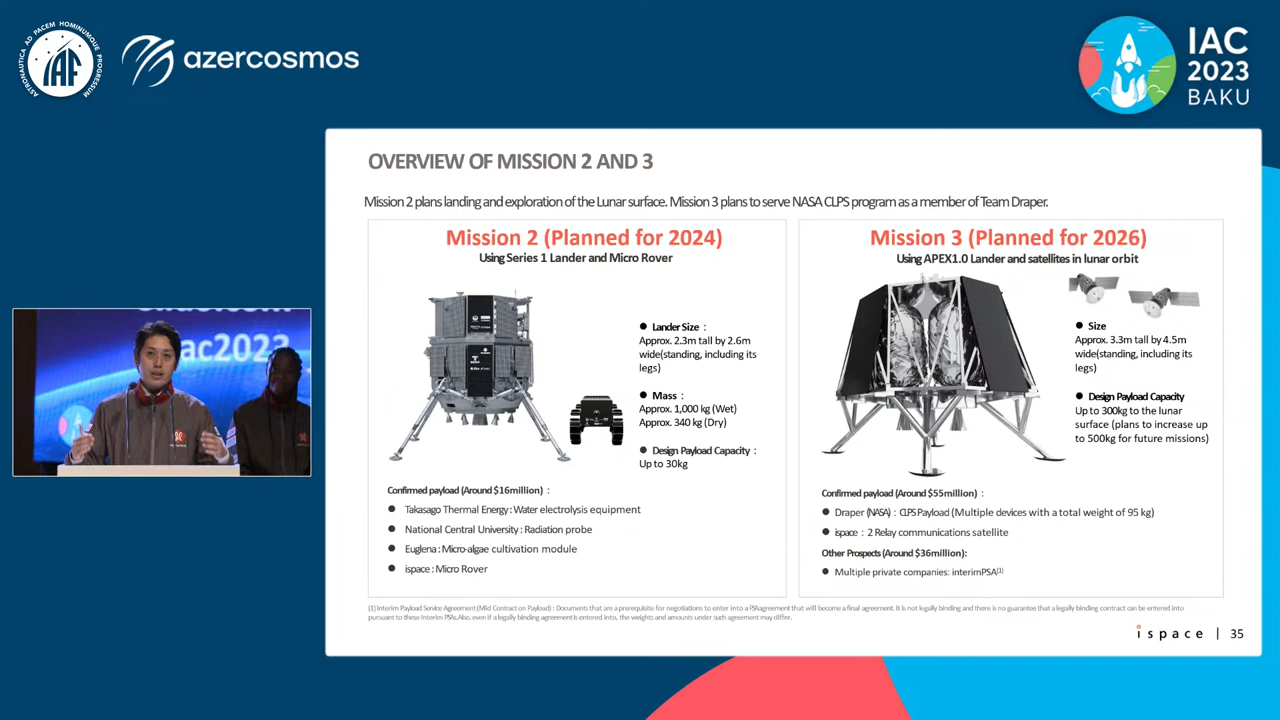 ASTRONAUTICA AD PACEM HOMINUMQUE PROGRESSUM
IAF
azercosmos
IAC
2023
BAKU
OVERVIEW OF MISSION 2 AND 3
Mission 2 plans landing and exploration of the Lunar surface. Mission 3 plans to serve NASA CLPS program as a member of Team Draper.
Mission 2 (Planned for 2024)
Using Series 1 Lander and Micro Rover
● Lander Size :
Approx. 2.3m tall by 2.6m
wide(standing, including its
legs)
● Mass :
Approx. 1,000 kg (Wet)
Approx. 340 kg (Dry)
● Design Payload Capacity :
Up to 30kg
Confirmed payload (Around $16million) :
● Takasago Thermal Energy : Water electrolysis equipment
● National Central University : Radiation probe
● Euglena : Micro-algae cultivation module
● ispace : Micro Rover
Mission 3 (Planned for 2026)
Using APEX1.0 Lander and satellites in lunar orbit
● Size
Approx. 3.3m tall by 4.5m
wide(standing, including its
legs)
● Design Payload Capacity
Up to 300kg to the lunar
surface (plans to increase up
to 500kg for future missions)
Confirmed payload (Around $55million) :
● Draper (NASA) : CLPS Payload (Multiple devices with a total weight of 95 kg)
● ispace : 2 Relay communications satellite
Other Prospects (Around $36million):
● Multiple private companies: interimPSA(1)
(1) Interim Payload Service Agreement (Mid Contract on Payload) : Documents that are a prerequisite for negotiations to enter into a PSA agreement that will become a final agreement. It is not legally binding and there is no guarantee that a legally binding contract can be entered into
pursuant to these Interim PSAs. Also, even if a legally binding agreement is entered into, the weights and amounts under such agreement may differ.
ispace | 35